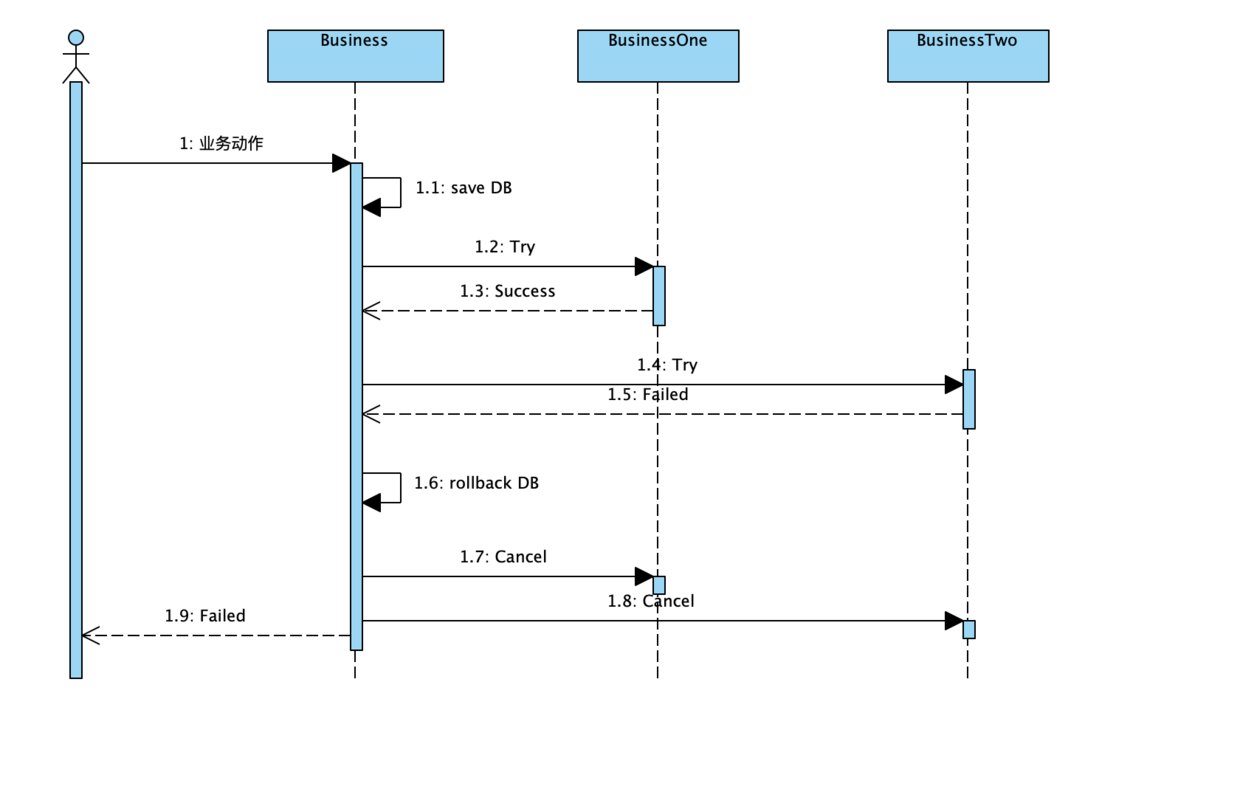 Business
BusinessOne
BusinessTwo
1: 业务动作
1.1: save DB
1.2: Try
1.3: Success
1.4: Try
1.5: Failed
1.6: rollback DB
1.7: Cancel
1.8: Cancel
1.9: Failed